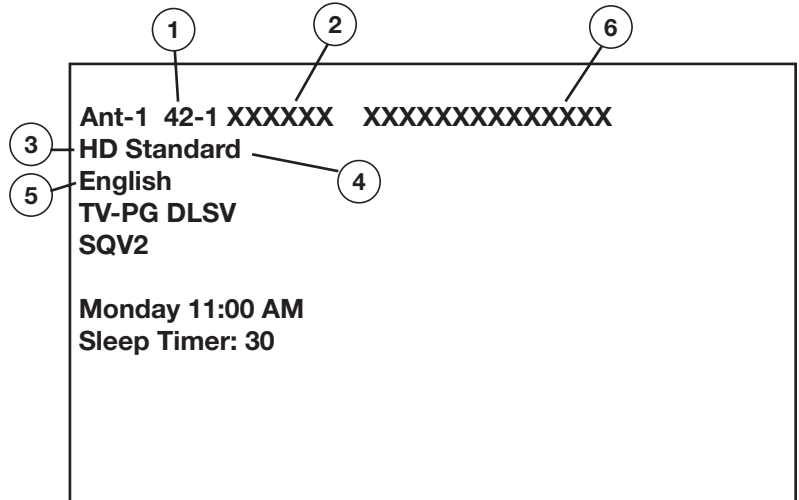 1 2 6
Ant-1 42-1 XXXXXX XXXXXXXXXXXXXX
3 HD Standard
4
5 English
TV-PG DLSV
SQV2
Monday 11:00 AM
Sleep Timer: 30